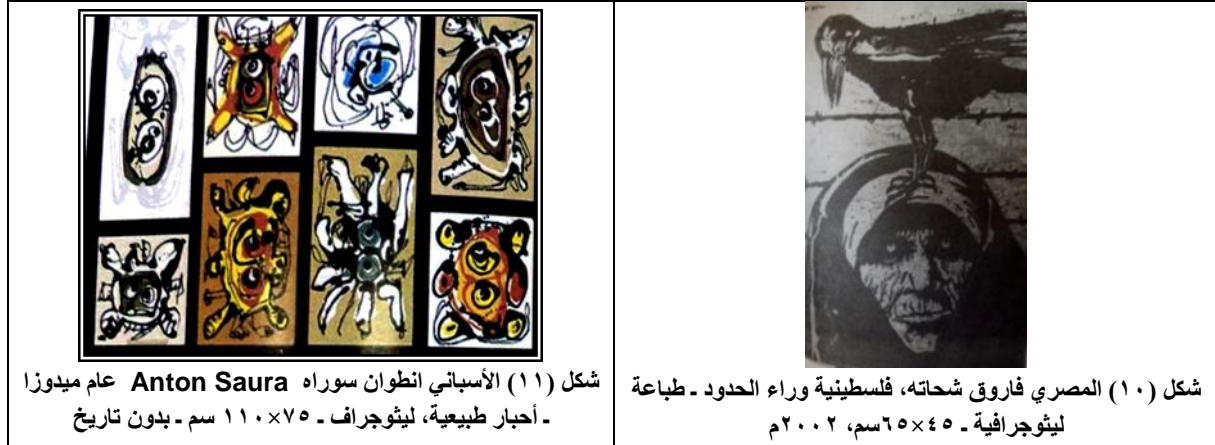 شكل (١٠) المصري فاروق شحاته، فلسطينية وراء الحدود ـ طباعة
ليثوجرافية ـ ٤٥×٦٥سم، ٢٠٠٢م
شكل (١١) الأسباني انطوان سوراه Anton Saura عام ميدوزا
ـ أحبار طبيعية، ليثوجراف ـ ٧٥×١١٠ سم ـ بدون تاريخ